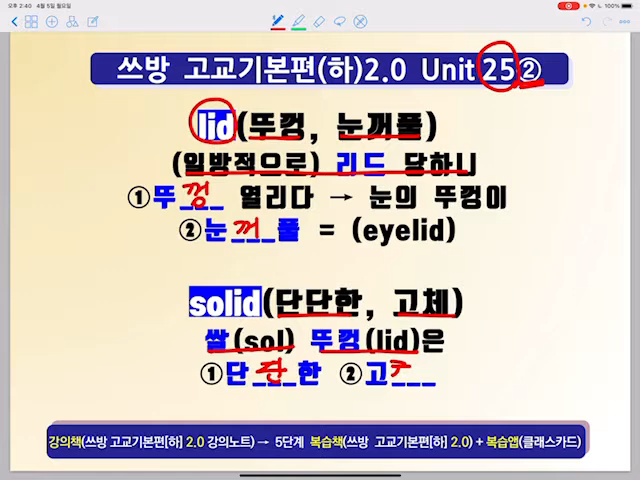 오후 2:40 4월 5일 월요일
100%
쓰방 고교기본편(하)2.0 Unit 25②
lid(뚜껑, 눈꺼풀)
(일방적으로) 리드 당하니
①뚜껑 열리다 → 눈의 뚜껑이
②눈꺼풀 = (eyelid)
solid(단단한, 고체)
쌀(sol) 뚜껑(lid)은
①단단한 ②고
강의책(쓰방 고교기본편[하] 2.0 강의노트) → 5단계 복습책(쓰방 고교기본편[하] 2.0) + 복습앱(클래스카드)